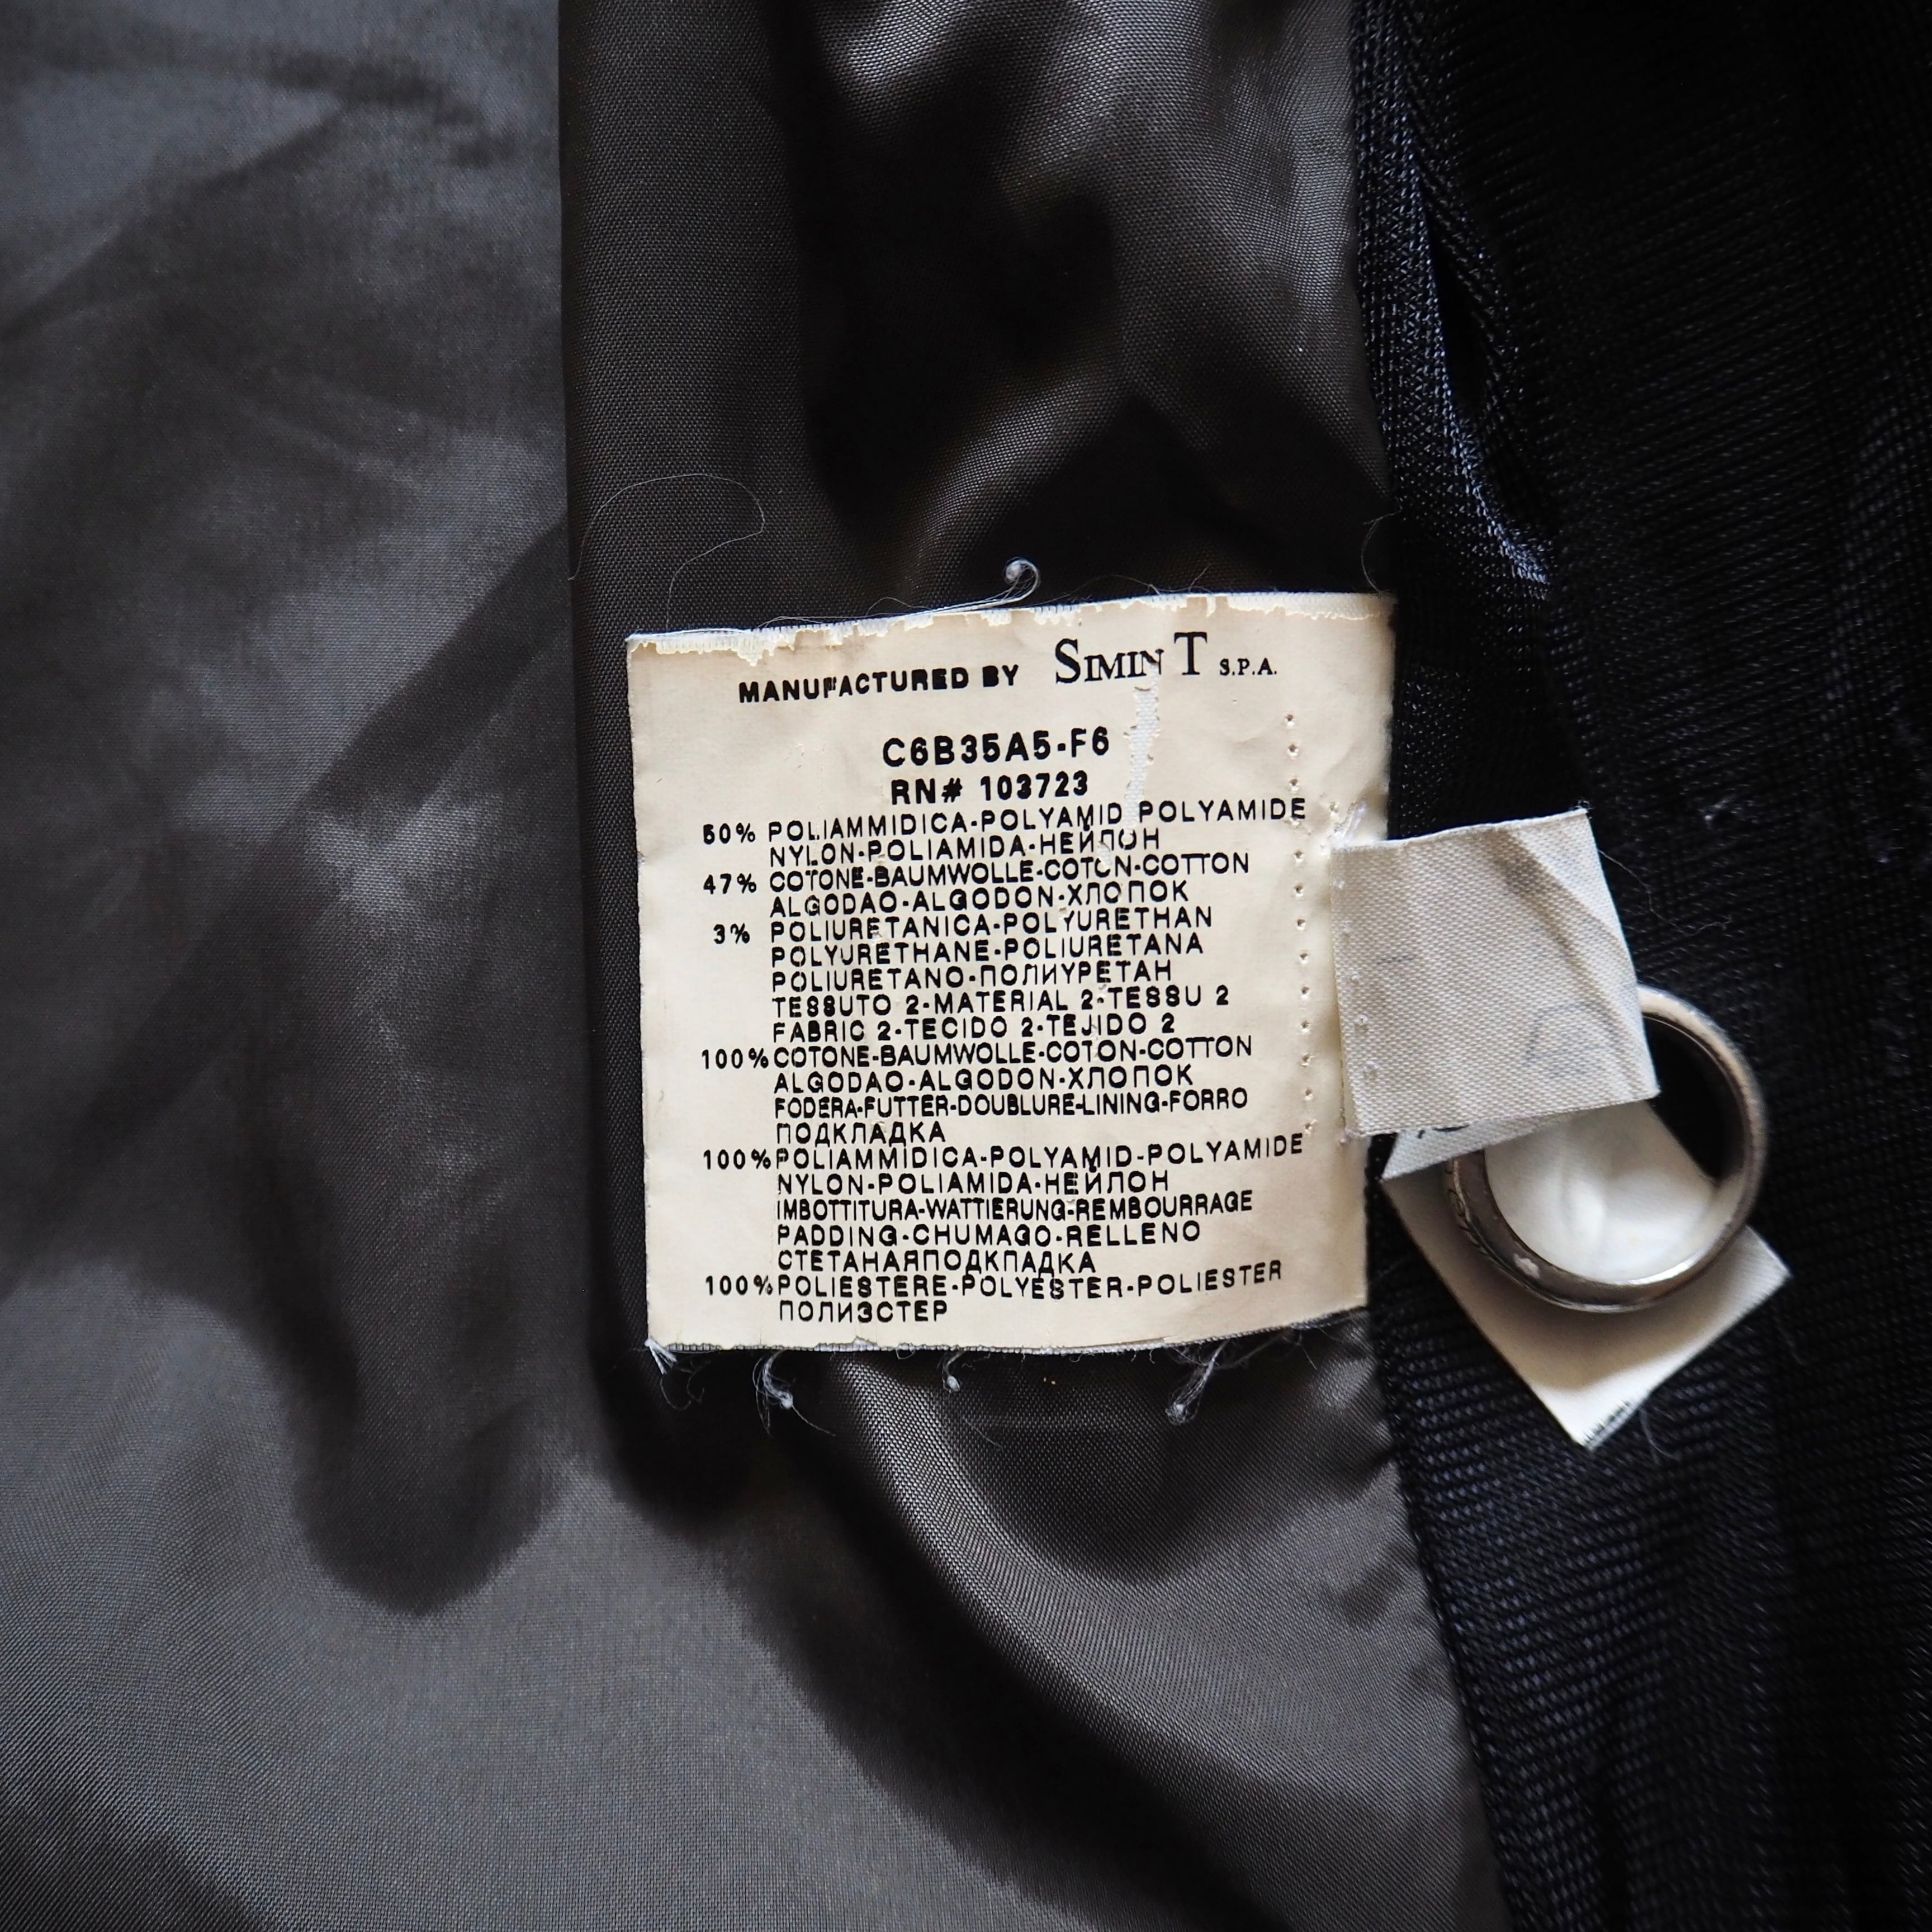 MANUFACTURED BY SIMIN T S.P.A.
C6B35A5-F6
RN# 103723
50% POLIAMMIDICA-POLYAMID POLYAMIDE
NYLON-POLIAMIDA-НЕЙЛОН
47% COTONE-BAUMWOLLE-COTON-COTTON
ALGODAO-ALGODON-ХЛОПОК
3% POLIURETANICA-POLYURETHAN
POLYURETHANE-POLIURETANA
POLIURETANO-ПОЛИУРЕТАН
TESSUTO 2-MATERIAL 2-TESSU 2
FABRIC 2-TECIDO 2-TEJIDO 2
100% COTONE-BAUMWOLLE-COTON-COTTON
ALGODAO-ALGODON-ХЛОПОК
FODERA-FUTTER-DOUBLURE-LINING-FORRO
ПОДКЛАДКА
100% POLIAMMIDICA-POLYAMID-POLYAMIDE
NYLON-POLIAMIDA-НЕЙЛОН
IMBOTTITURA-WATTIERUNG-REMBOURRAGE
PADDING-CHUMAGO-RELLENO
СТЕТАНАЯПОДКПАДКА
100% POLIESTERE-POLYESTER-POLIESTER
ПОЛИЗСТЕР